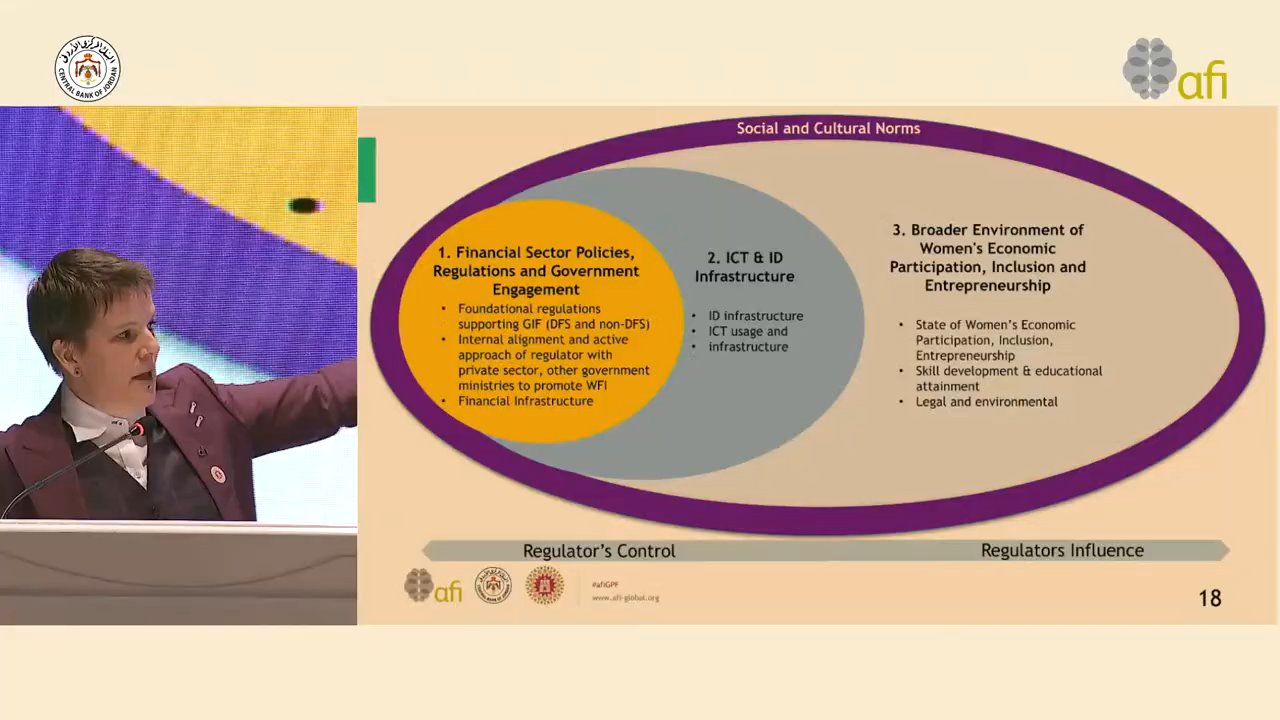 البنك المركزي الأردني
CENTRAL BANK OF JORDAN
afi
Social and Cultural Norms
1. Financial Sector Policies,
Regulations and Government
Engagement
• Foundational regulations
supporting GIF (DFS and non-DFS)
• Internal alignment and active
approach of regulator with
private sector, other government
ministries to promote WFI
• Financial Infrastructure
2. ICT & ID
Infrastructure
• ID infrastructure
• ICT usage and
• infrastructure
3. Broader Environment of
Women's Economic
Participation, Inclusion and
Entrepreneurship
• State of Women's Economic
Participation, Inclusion,
Entrepreneurship
• Skill development & educational
attainment
• Legal and environmental
Regulator's Control
Regulators Influence
afi
#afiGPF
www.afi-global.org
18